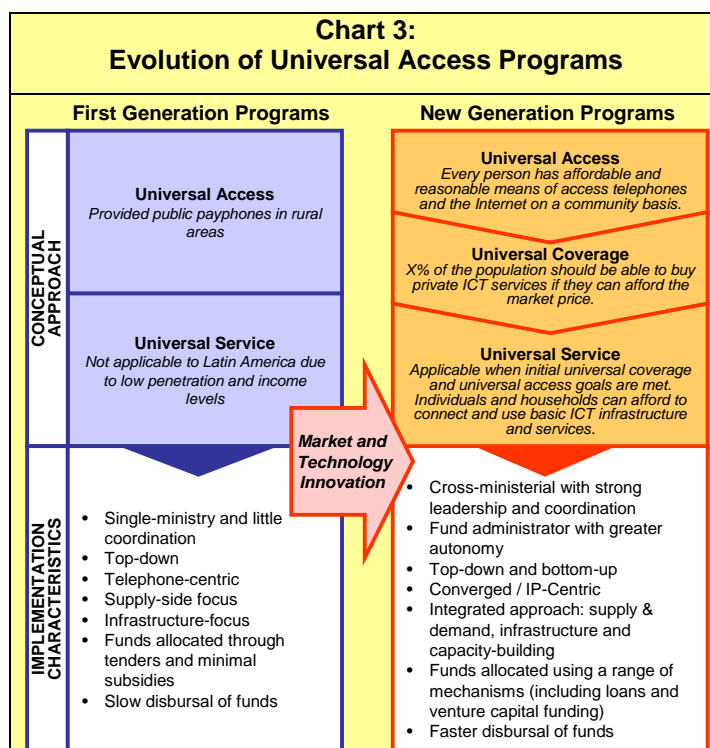 Chart 3:
Evolution of Universal Access Programs
First Generation Programs
New Generation Programs
CONCEPTUAL
APPROACH
Universal Access
Provided public payphones in rural
areas
Universal Service
Not applicable to Latin America due
to low penetration and income
levels
Universal Access
Every person has affordable and
reasonable means of access telephones
and the Internet on a community basis.
Universal Coverage
X% of the population should be able to buy
private ICT services if they can afford the
market price.
Universal Service
Applicable when initial universal coverage
and universal access goals are met.
Individuals and households can afford to
connect and use basic ICT infrastructure
and services.
Market and
Technology
Innovation
IMPLEMENTATION
CHARACTERISTICS
• Single-ministry and little
coordination
• Top-down
• Telephone-centric
• Supply-side focus
• Infrastructure-focus
• Funds allocated through
tenders and minimal
subsidies
• Slow disbursal of funds
• Cross-ministerial with strong
leadership and coordination
• Fund administrator with greater
autonomy
• Top-down and bottom-up
• Converged / IP-Centric
• Integrated approach: supply &
demand, infrastructure and
capacity-building
• Funds allocated using a range of
mechanisms (including loans and
venture capital funding)
• Faster disbursal of funds